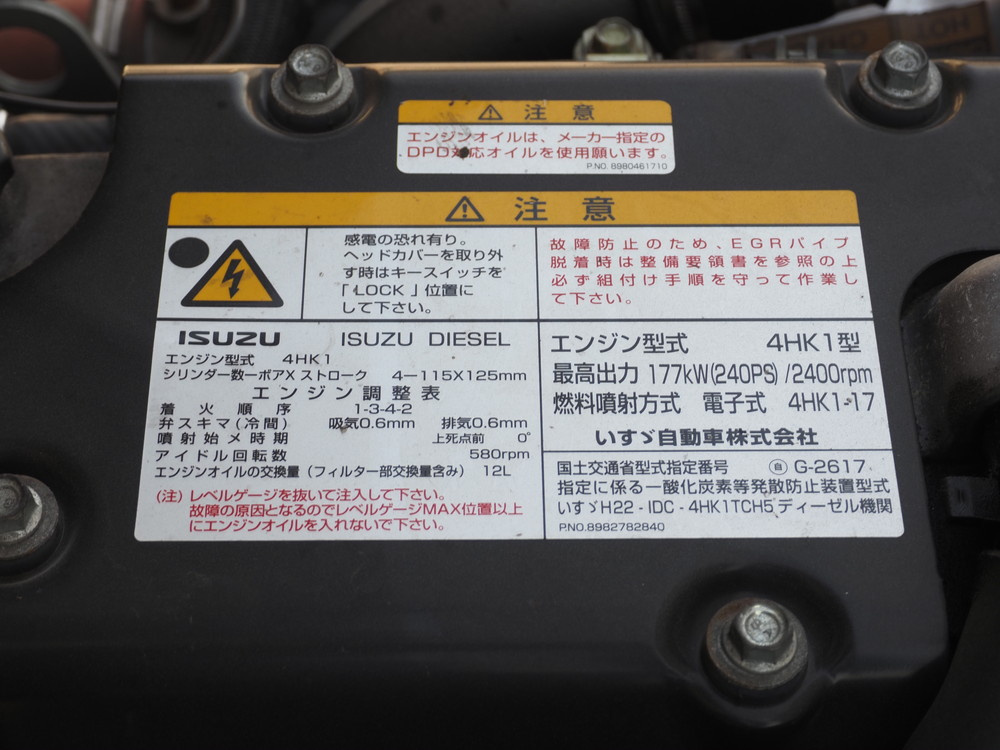 ⚠ 注意
エンジンオイルは、メーカー指定の
DPD対応オイルを使用願います。
P.NO. 8980461710
⚠ 注意
感電の恐れ有り。
ヘッドカバーを取り外
す時はキースイッチを
「LOCK」位置に
して下さい。
故障防止のため、EGRパイプ
脱着時は整備要領書を参照の上
必ず組付け手順を守って作業し
て下さい。
ISUZU ISUZU DIESEL
エンジン型式 4HK1
シリンダー数ーボアX ストローク 4ー115X125mm
エンジン調整表
着火順序 1-3-4-2
弁スキマ(冷間) 吸気0.6mm 排気0.6mm
噴射始メ時期 上死点前 0°
アイドル回転数 580rpm
エンジンオイルの交換量(フィルター部交換量含み) 12L
(注)レベルゲージを抜いて注入して下さい。
故障の原因となるのでレベルゲージMAX位置以上
にエンジンオイルを入れないで下さい。
エンジン型式 4HK1型
最高出力 177kW(240PS)/2400rpm
燃料噴射方式 電子式 4HK1-17
いすゞ自動車株式会社
国土交通省型式指定番号 自 G-2617
指定に係る一酸化炭素等発散防止装置型式
いすゞH22-IDC-4HK1TCH5 ディーゼル機関
P.NO.8982782840